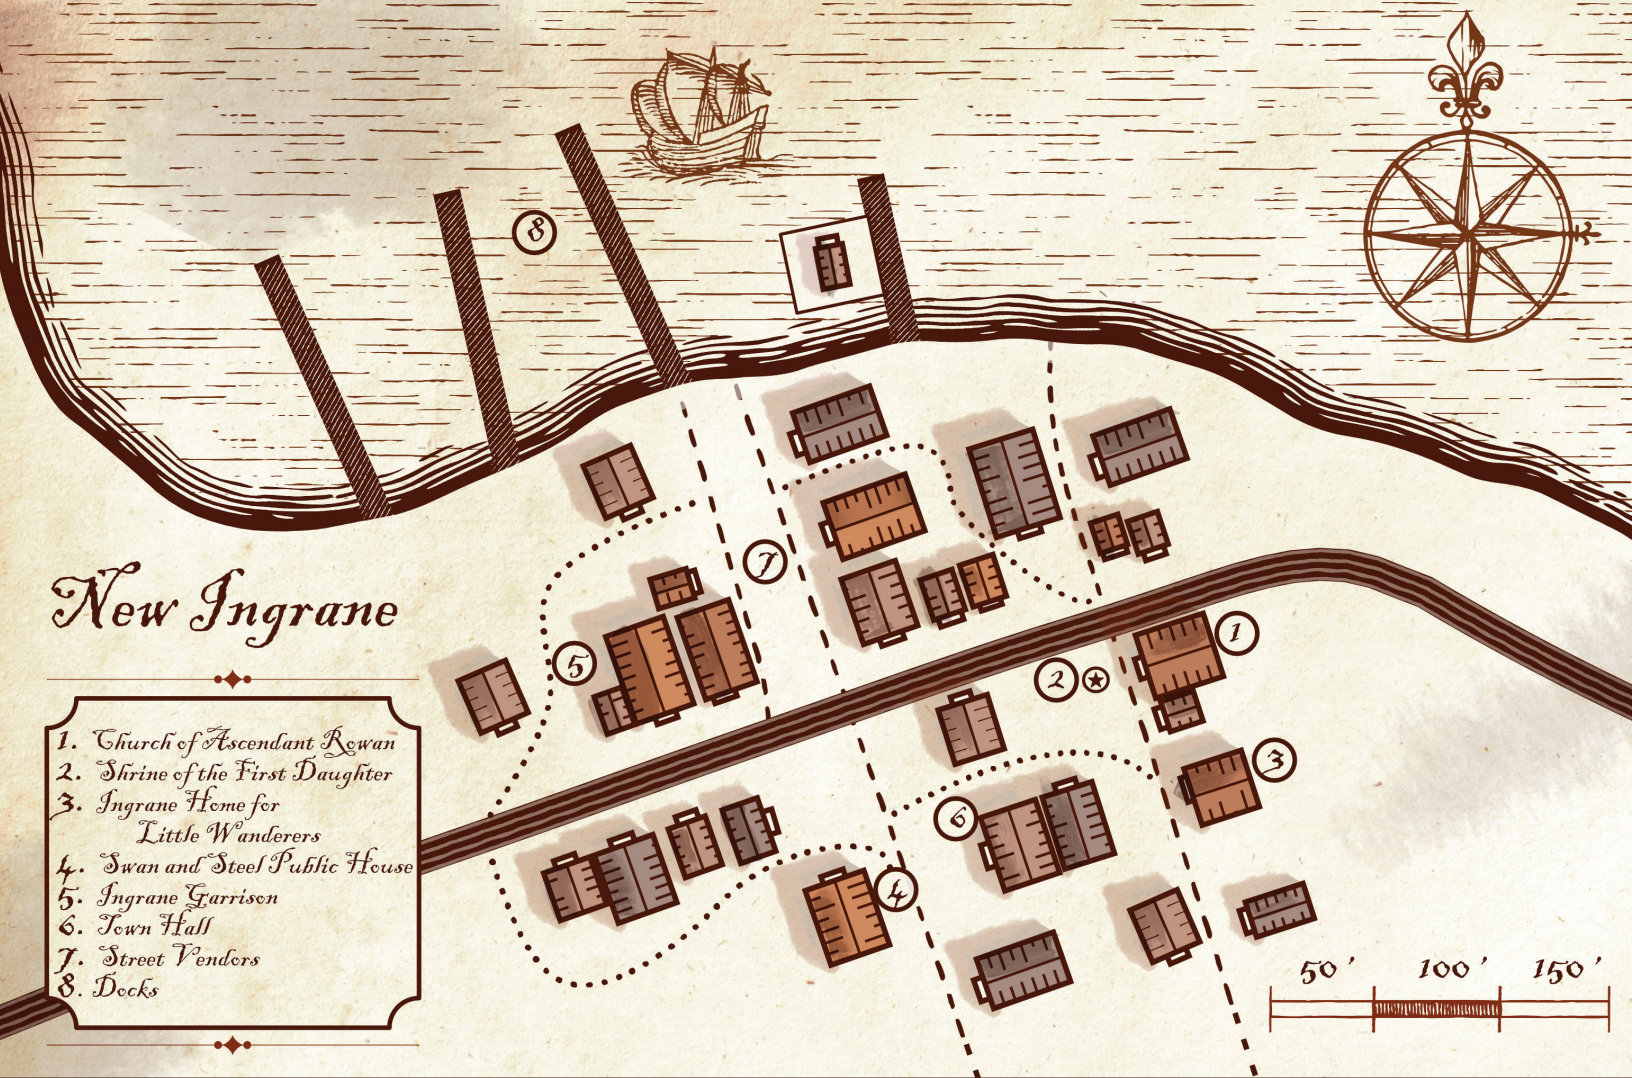 8
7
New Ingrane
5
1
2
3
6
4
1. Church of Ascendant Rowan
2. Shrine of the First Daughter
3. Ingrane Home for
Little Wanderers
4. Swan and Steel Public House
5. Ingrane Garrison
6. Town Hall
7. Street Vendors
8. Docks
50' 100' 150'